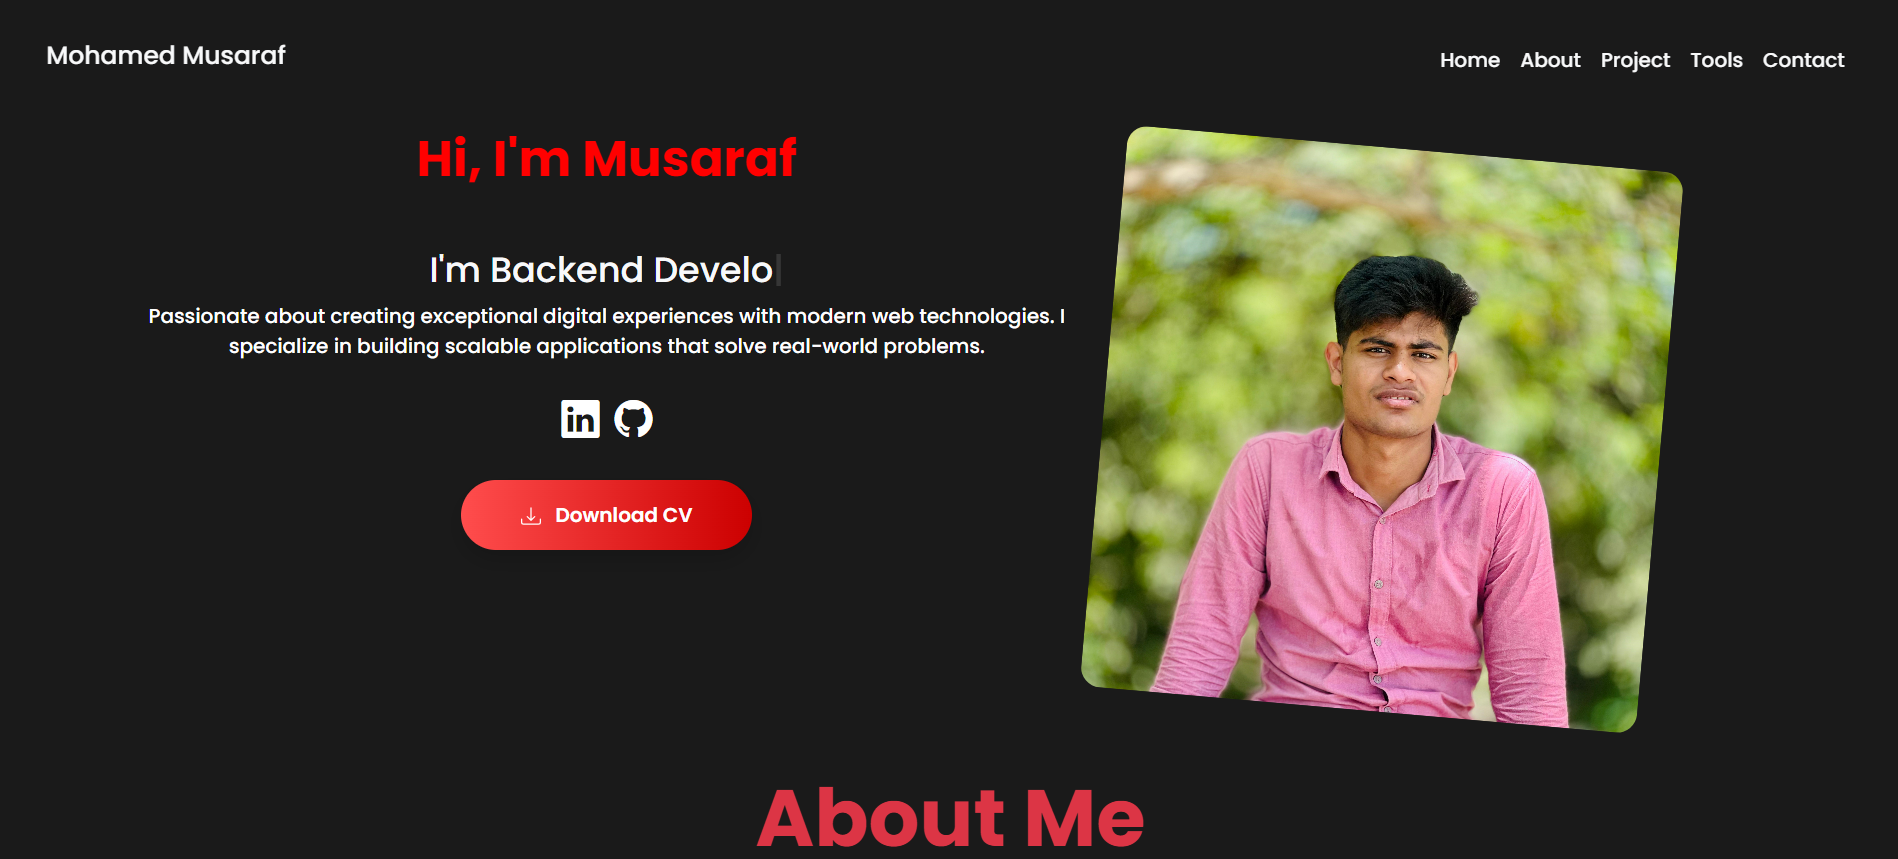 Mohamed Musaraf
Home About Project Tools Contact
Hi, I'm Musaraf
I'm Backend Develo
Passionate about creating exceptional digital experiences with modern web technologies. I
specialize in building scalable applications that solve real-world problems.
in
Download CV
About Me